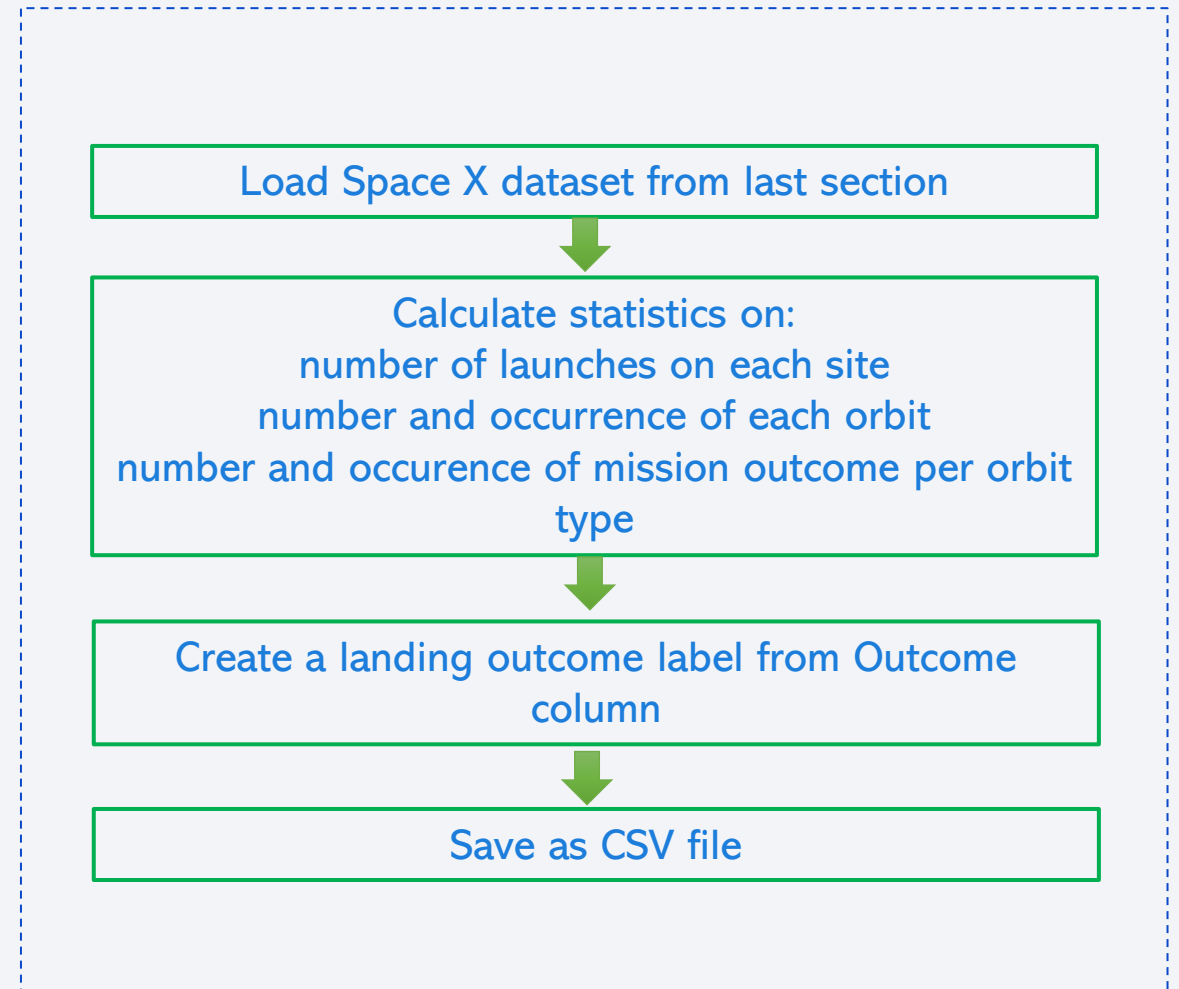 Load Space X dataset from last section
Calculate statistics on:
number of launches on each site
number and occurrence of each orbit
number and occurence of mission outcome per orbit
type
Create a landing outcome label from Outcome
column
Save as CSV file